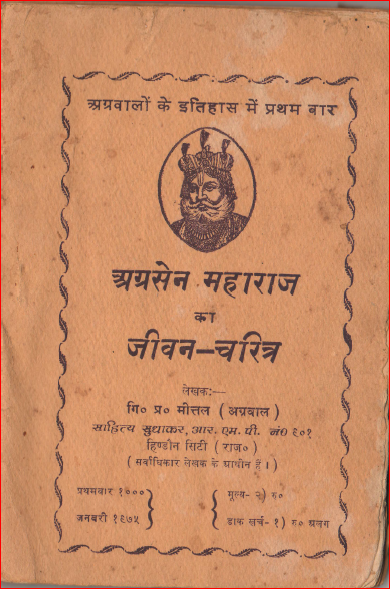 अग्रवालों के इतिहास में प्रथम बार
अग्रसेन महाराज
का
जीवन-चरित्र
लेखक:—
गि० प्र० मीत्तल (अग्रवाल)
साहित्य सुधाकर, आर. एम. पी. नं० ६०१
हिण्डौन सिटी (राज०)
(सर्वाधिकार लेखक के आधीन हैं।)
प्रथमबार १०००
जनवरी १९७५
मूल्य- २) रु०
डाक खर्च- १) रु० अलग